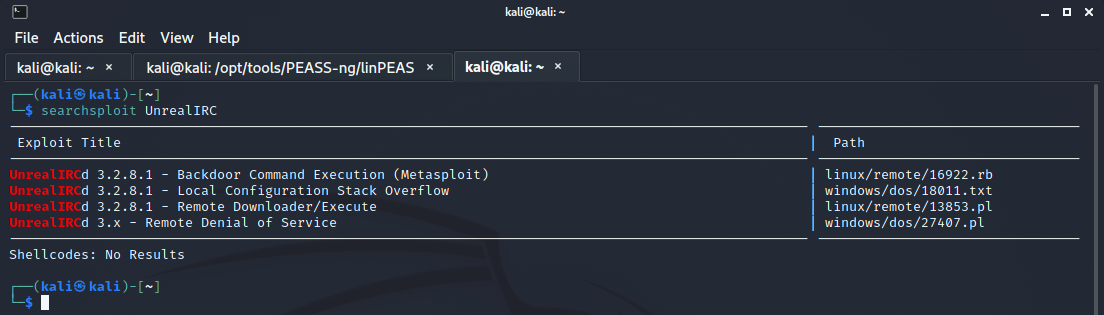 kali@kali: ~
File Actions Edit View Help
kali@kali: ~ × kali@kali: /opt/tools/PEASS-ng/linPEAS × kali@kali: ~ ×
┌──(kali㉿kali)-[~]
└─$ searchsploit UnrealIRC
Exploit Title | Path
UnrealIRCd 3.2.8.1 - Backdoor Command Execution (Metasploit) | linux/remote/16922.rb
UnrealIRCd 3.2.8.1 - Local Configuration Stack Overflow | windows/dos/18011.txt
UnrealIRCd 3.2.8.1 - Remote Downloader/Execute | linux/remote/13853.pl
UnrealIRCd 3.x - Remote Denial of Service | windows/dos/27407.pl
Shellcodes: No Results
┌──(kali㉿kali)-[~]
└─$